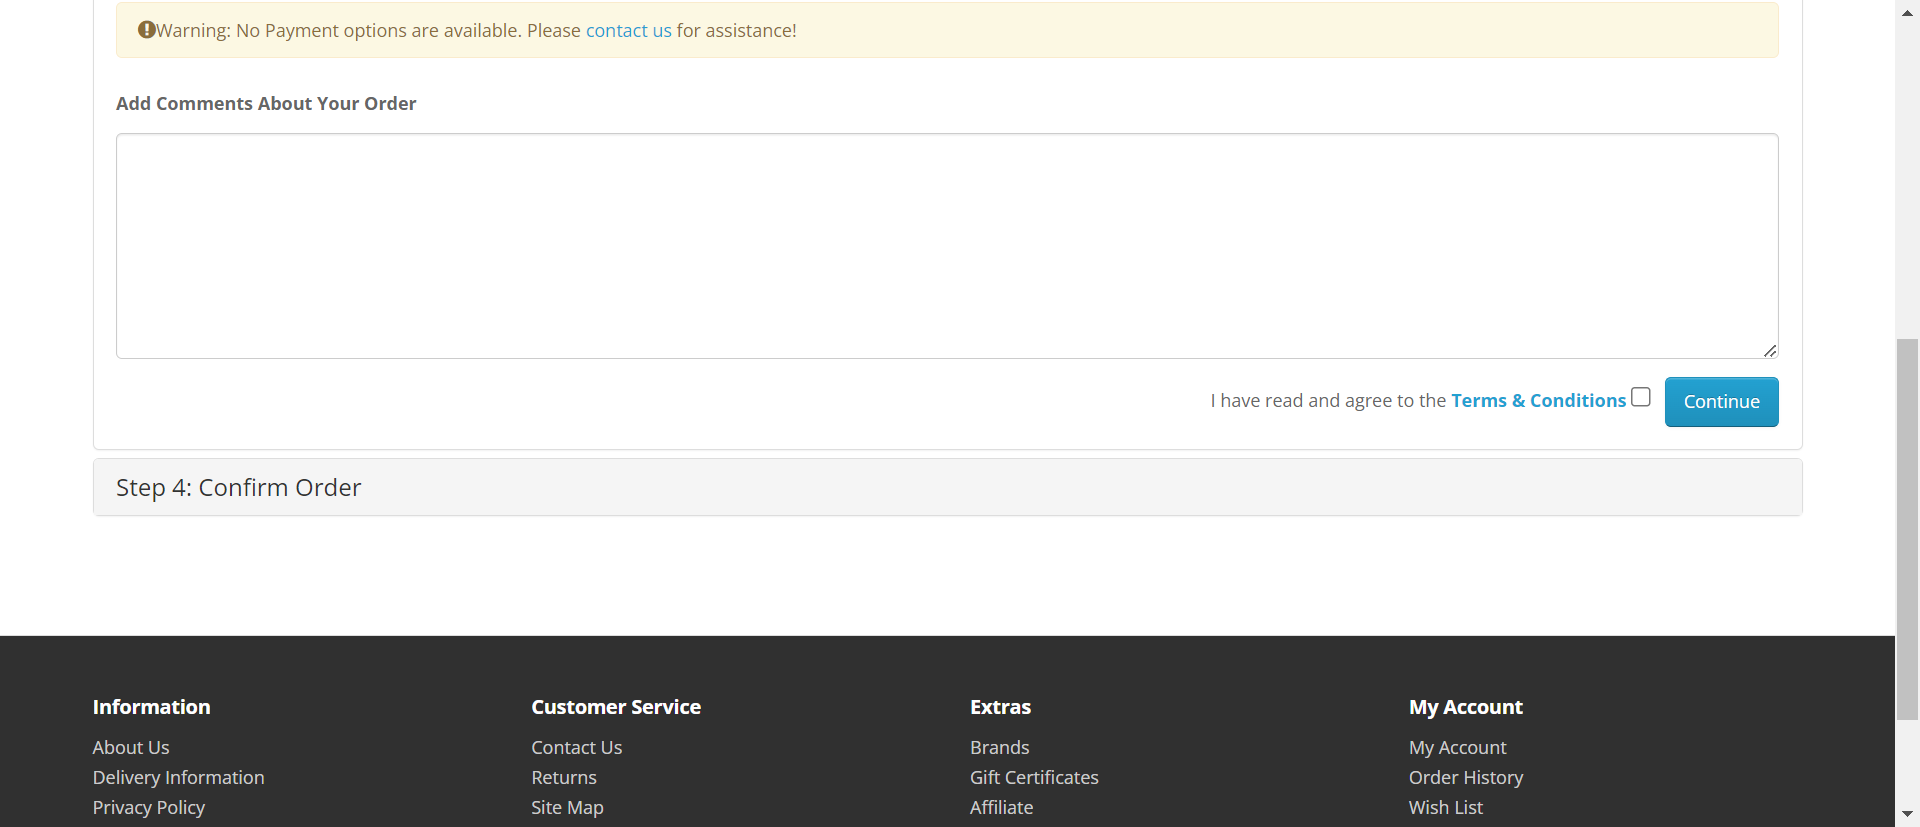 Warning: No Payment options are available. Please contact us for assistance!
Add Comments About Your Order
I have read and agree to the Terms & Conditions
Continue
Step 4: Confirm Order
Information
About Us
Delivery Information
Privacy Policy
Customer Service
Contact Us
Returns
Site Map
Extras
Brands
Gift Certificates
Affiliate
My Account
My Account
Order History
Wish List